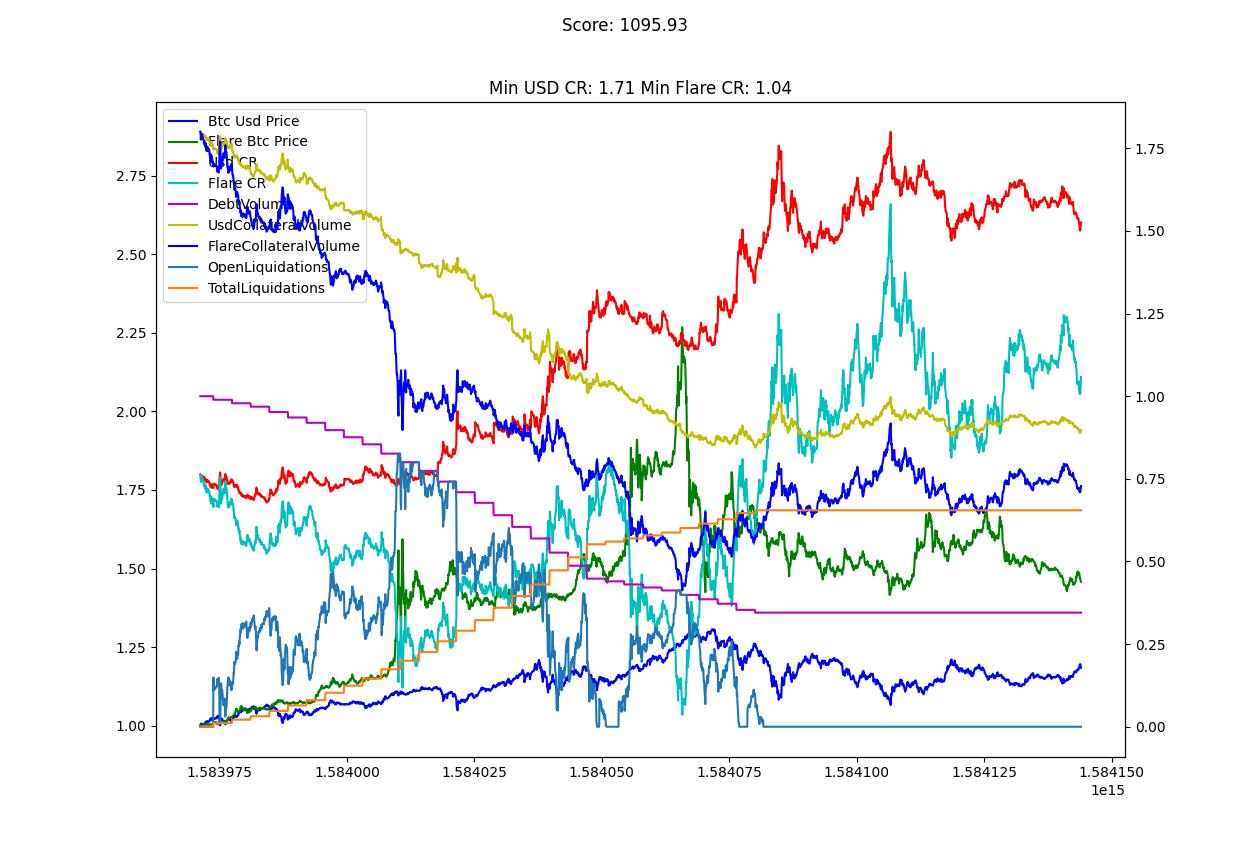 Score: 1095.93
Min USD CR: 1.71 Min Flare CR: 1.04
Btc Usd Price
Flare Btc Price
Usd CR
Flare CR
DebtVolume
UsdCollateralVolume
FlareCollateralVolume
OpenLiquidations
TotalLiquidations
2.75
2.50
2.25
2.00
1.75
1.50
1.25
1.00
1.75
1.50
1.25
1.00
0.75
0.50
0.25
0.00
1.583975 1.584000 1.584025 1.584050 1.584075 1.584100 1.584125 1.584150
1e15